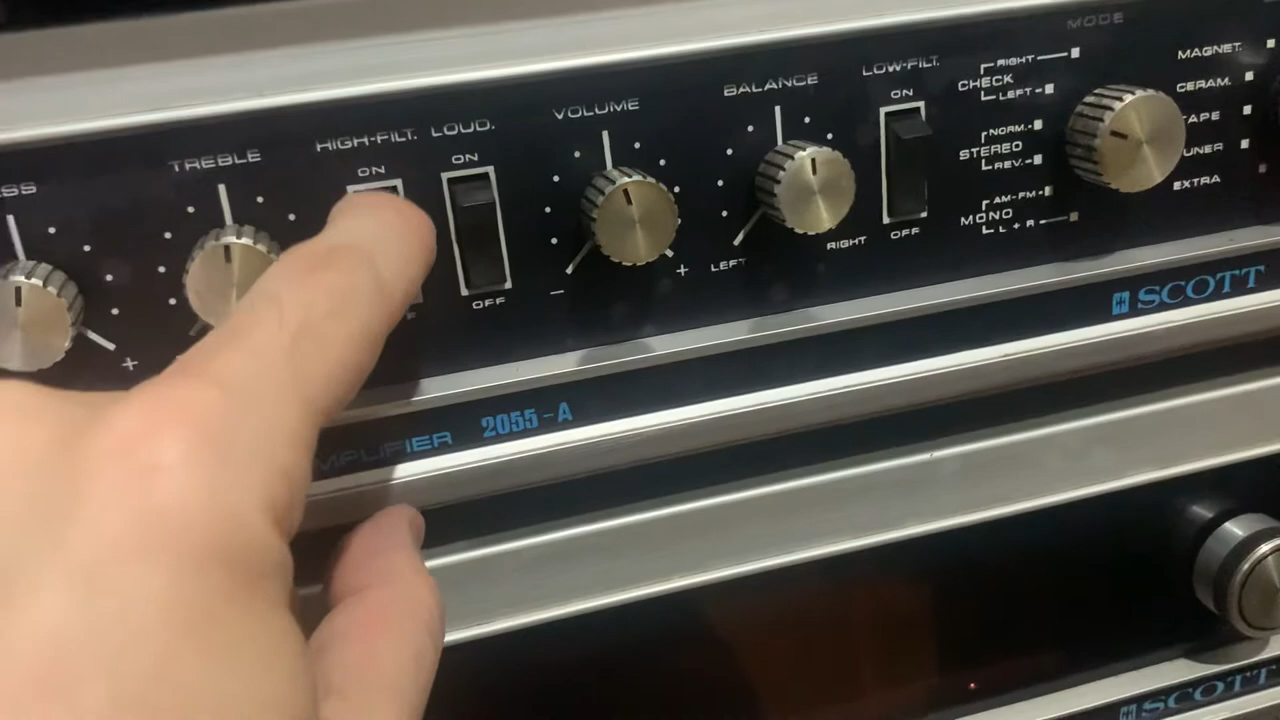 MODE
BALANCE
LOW-FILT.
ON
OFF
VOLUME
LOUD.
ON
OFF
HIGH-FILT.
ON
TREBLE
CHECK
RIGHT
LEFT
STEREO
NORM.
REV.
MONO
AM-FM
L + R
MAGNET.
CERAM.
EXTRA
LEFT
RIGHT
-
+
+
SCOTT
2055-A
SCOTT